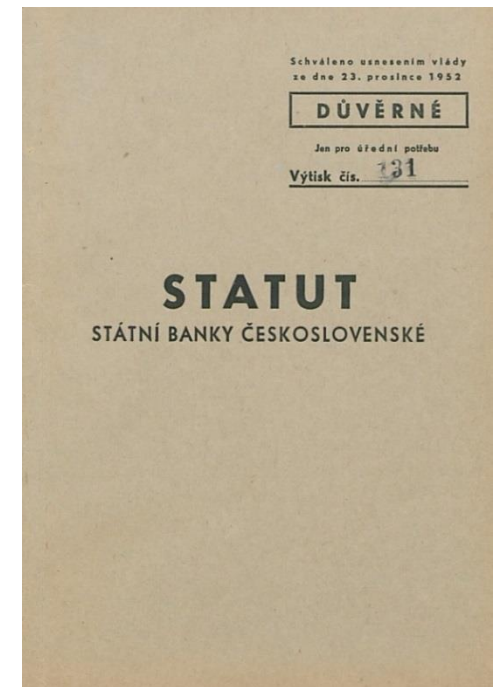 Schváleno usnesením vlády
ze dne 23. prosince 1952
DŮVĚRNÉ
Jen pro úřední potřebu
Výtisk čís. 131
STATUT
STÁTNÍ BANKY ČESKOSLOVENSKÉ